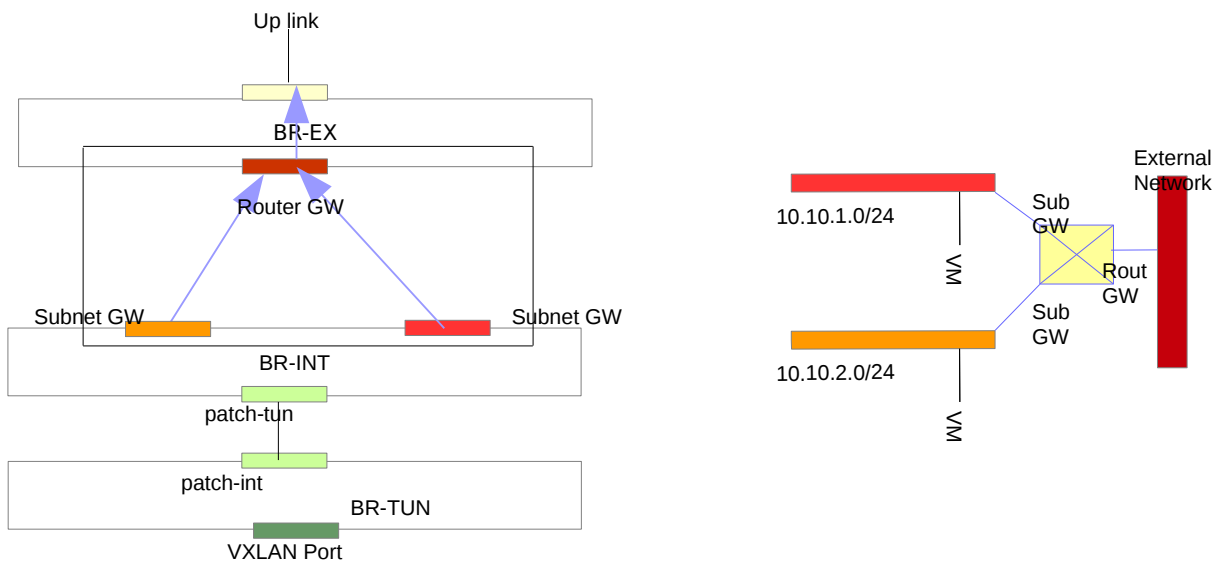 Up link
BR-EX
Router GW
Subnet GW
Subnet GW
BR-INT
patch-tun
patch-int
BR-TUN
VXLAN Port
External
Network
10.10.1.0/24
Sub
GW
VM
Rout
GW
Sub
GW
10.10.2.0/24
VM